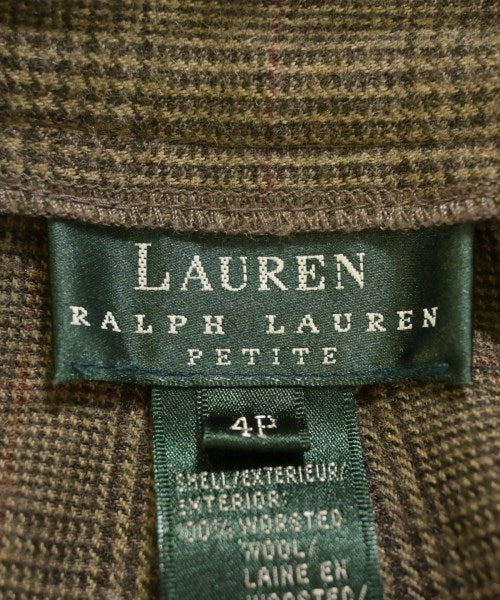 LAUREN
RALPH LAUREN
PETITE
4P
SHELL/EXTERIEUR/
EXTERIOR:
100% WORSTED
WOOL/
LAINE EN